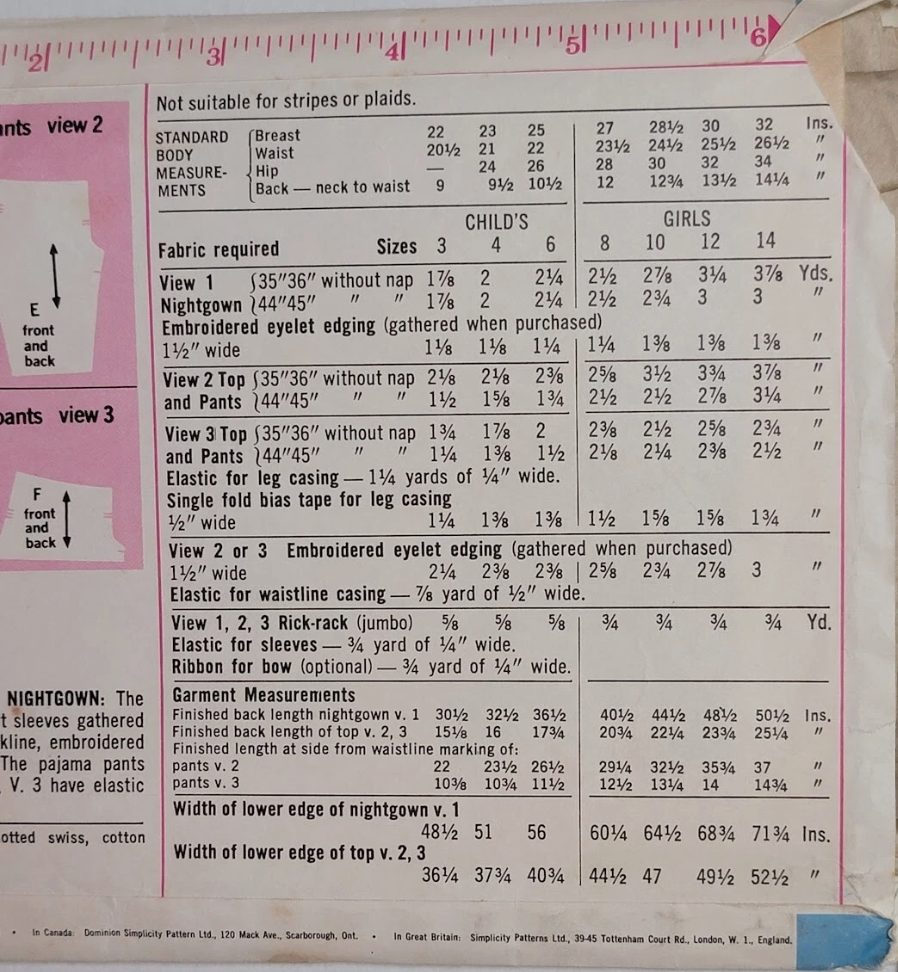 2 3 4 5 6
ants view 2
E
front
and
back
pants view 3
F
front
and
back
NIGHTGOWN: The
t sleeves gathered
kline, embroidered
The pajama pants
V. 3 have elastic
otted swiss, cotton
Not suitable for stripes or plaids.
STANDARD BODY MEASURE-MENTS
Breast 22 23 25 27 28½ 30 32 Ins.
Waist 20½ 21 22 23½ 24½ 25½ 26½ "
Hip — 24 26 28 30 32 34 "
Back — neck to waist 9 9½ 10½ 12 12¾ 13½ 14¼ "
CHILD'S GIRLS
Fabric required Sizes 3 4 6 8 10 12 14
View 1 35"36" without nap 1⅞ 2 2¼ 2½ 2⅞ 3¼ 3⅞ Yds.
Nightgown 44"45" " " 1⅞ 2 2¼ 2½ 2¾ 3 3 "
Embroidered eyelet edging (gathered when purchased)
1½" wide 1⅛ 1⅛ 1¼ 1¼ 1⅜ 1⅜ 1⅜ "
View 2 Top 35"36" without nap 2⅛ 2⅛ 2⅜ 2⅝ 3½ 3¾ 3⅞ "
and Pants 44"45" " " 1½ 1⅝ 1¾ 2½ 2½ 2⅞ 3¼ "
View 3 Top 35"36" without nap 1¾ 1⅞ 2 2⅜ 2½ 2⅝ 2¾ "
and Pants 44"45" " " 1¼ 1⅜ 1½ 2⅛ 2¼ 2⅜ 2½ "
Elastic for leg casing — 1¼ yards of ¼" wide.
Single fold bias tape for leg casing
½" wide 1¼ 1⅜ 1⅜ 1½ 1⅝ 1⅝ 1¾ "
View 2 or 3 Embroidered eyelet edging (gathered when purchased)
1½" wide 2¼ 2⅜ 2⅜ 2⅝ 2¾ 2⅞ 3 "
Elastic for waistline casing — ⅞ yard of ½" wide.
View 1, 2, 3 Rick-rack (jumbo) ⅝ ⅝ ⅝ ¾ ¾ ¾ ¾ Yd.
Elastic for sleeves — ¾ yard of ¼" wide.
Ribbon for bow (optional) — ¾ yard of ¼" wide.
Garment Measurements
Finished back length nightgown v. 1 30½ 32½ 36½ 40½ 44½ 48½ 50½ Ins.
Finished back length of top v. 2, 3 15⅛ 16 17¾ 20¾ 22¼ 23¾ 25¼ "
Finished length at side from waistline marking of:
pants v. 2 22 23½ 26½ 29¼ 32½ 35¾ 37 "
pants v. 3 10⅜ 10¾ 11½ 12½ 13¼ 14 14¾ "
Width of lower edge of nightgown v. 1
48½ 51 56 60¼ 64½ 68¾ 71¾ Ins.
Width of lower edge of top v. 2, 3
36¼ 37¾ 40¾ 44½ 47 49½ 52½ "
• In Canada: Dominion Simplicity Pattern Ltd., 120 Mack Ave., Scarborough, Ont. • In Great Britain: Simplicity Patterns Ltd., 39-45 Tottenham Court Rd., London, W. 1., England.